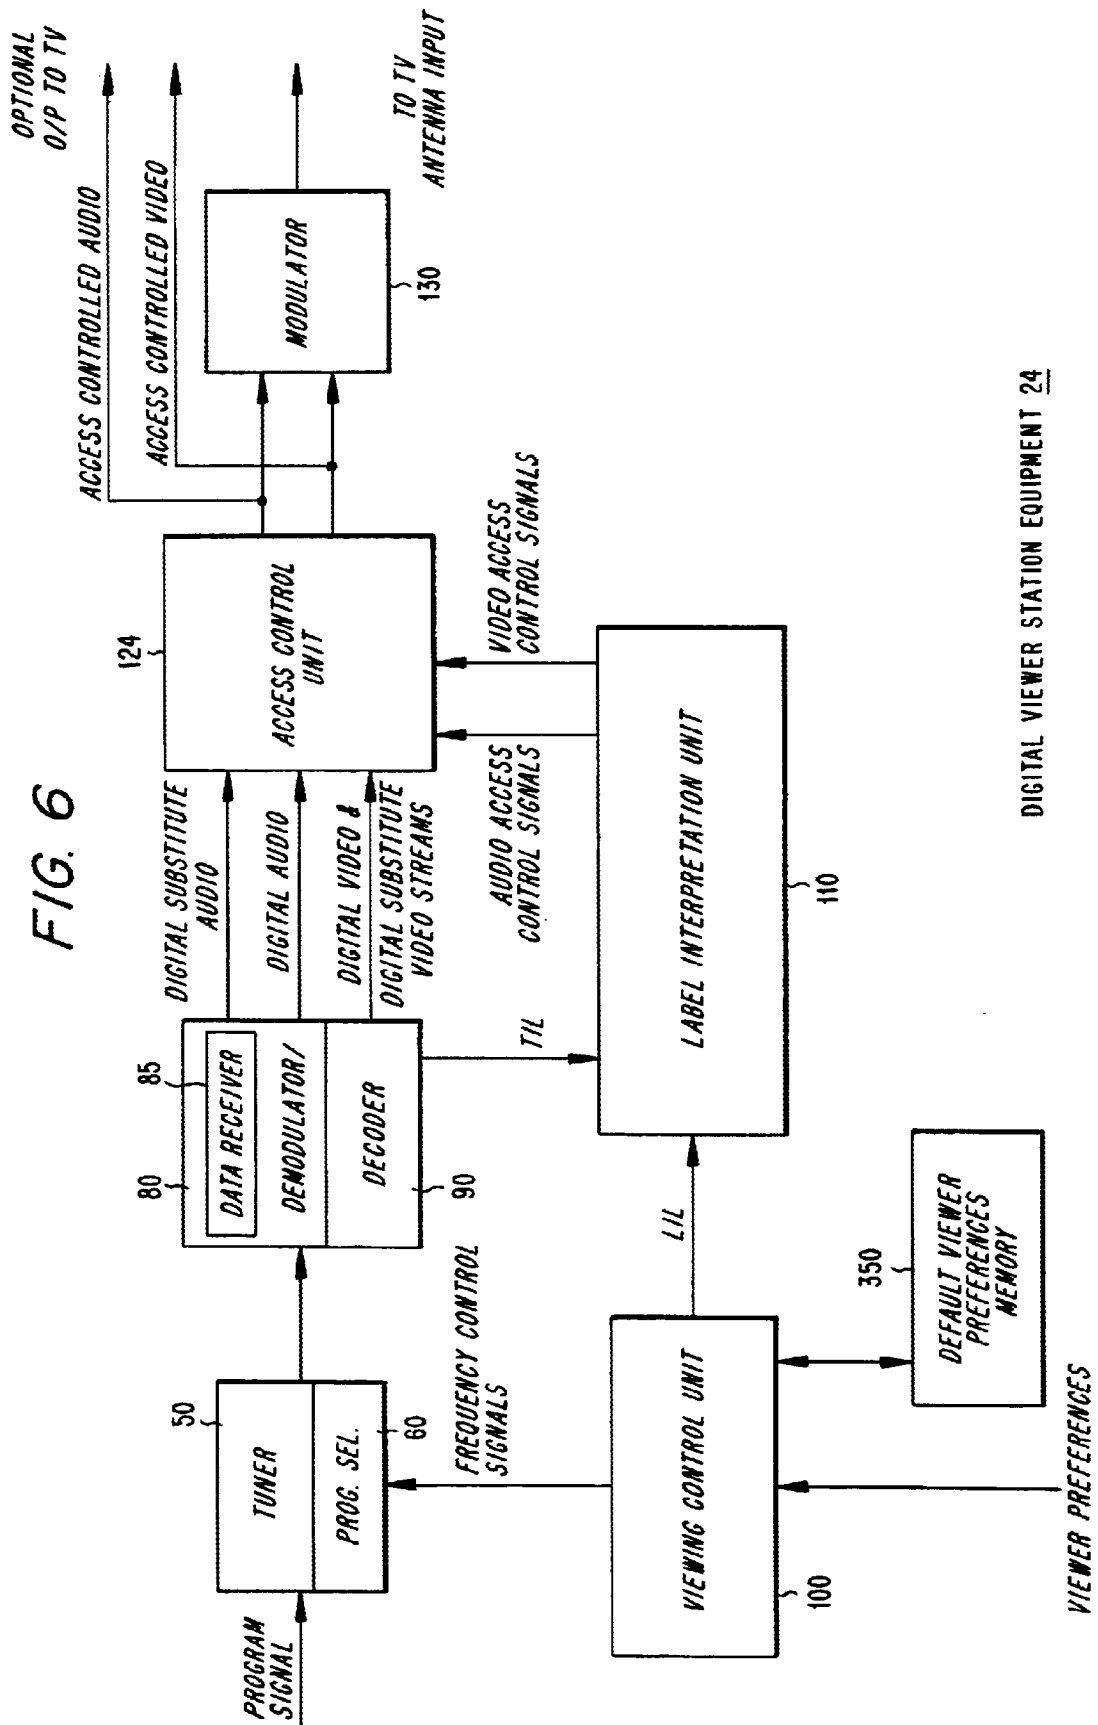 FIG. 6
PROGRAM
SIGNAL
TUNER
50
PROG. SEL.
60
FREQUENCY CONTROL
SIGNALS
80
DATA RECEIVER
85
DEMODULATOR/
DECODER
90
DIGITAL SUBSTITUTE
AUDIO
DIGITAL AUDIO
DIGITAL VIDEO &
DIGITAL SUBSTITUTE
VIDEO STREAMS
TIL
124
ACCESS CONTROL
UNIT
AUDIO ACCESS
CONTROL SIGNALS
VIDEO ACCESS
CONTROL SIGNALS
ACCESS CONTROLLED AUDIO
ACCESS CONTROLLED VIDEO
OPTIONAL
O/P TO TV
MODULATOR
130
TO TV
ANTENNA INPUT
VIEWING CONTROL UNIT
100
LIL
LABEL INTERPRETATION UNIT
110
350
DEFAULT VIEWER
PREFERENCES
MEMORY
VIEWER PREFERENCES
DIGITAL VIEWER STATION EQUIPMENT 24